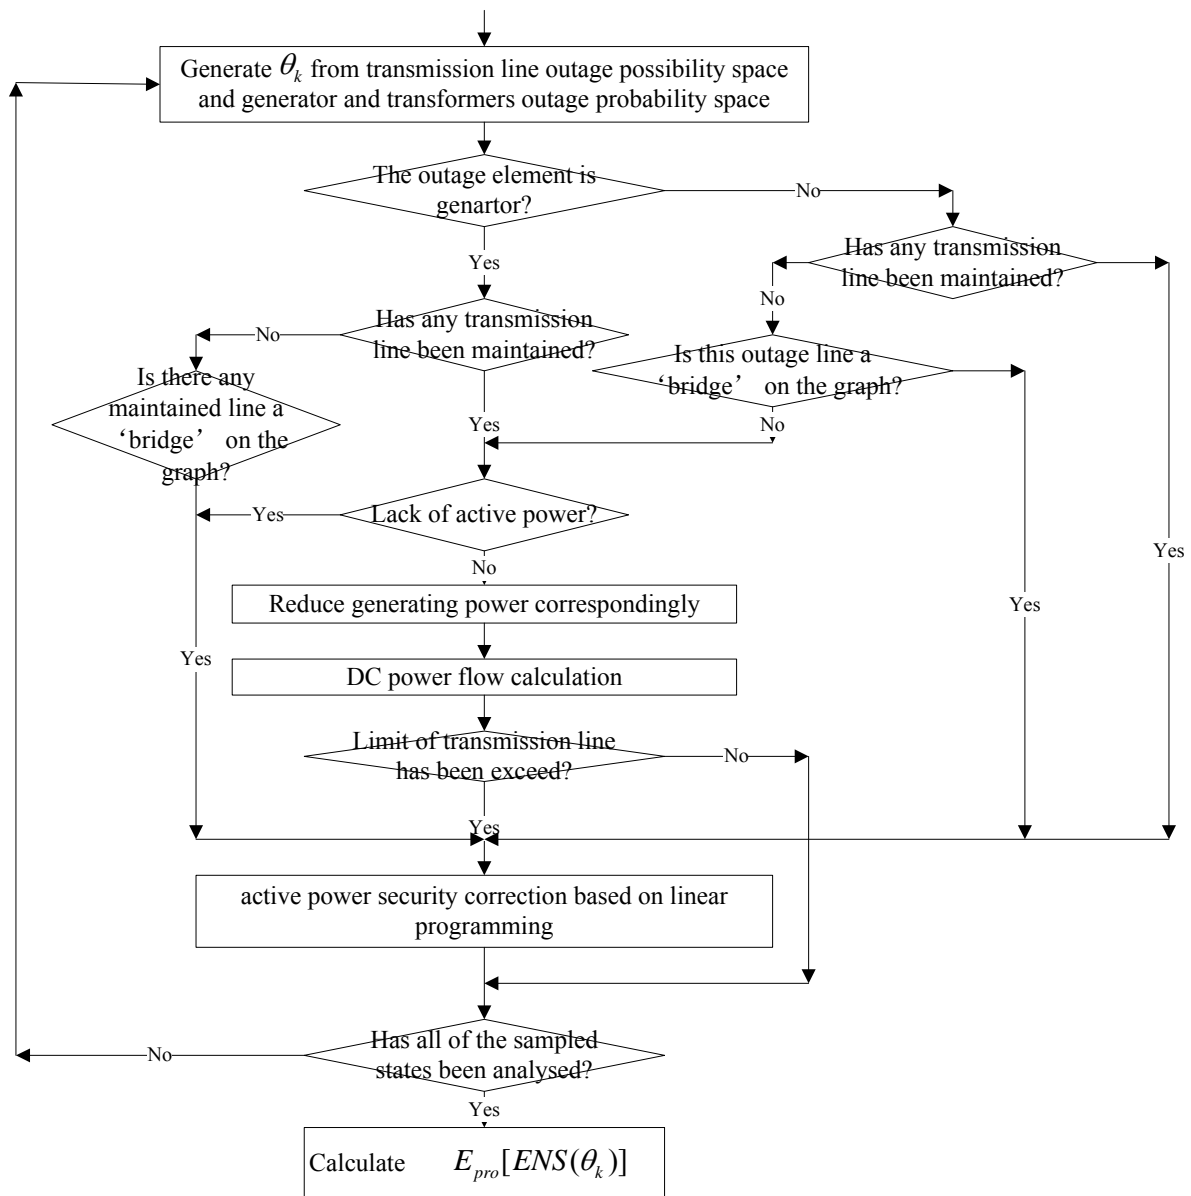 Generate θ_k from transmission line outage possibility space
and generator and transformers outage probability space
The outage element is
genartor?
No
Has any transmission
line been maintained?
Yes
No
Has any transmission
line been maintained?
No
Is this outage line a
‘bridge’ on the graph?
Is there any
maintained line a
‘bridge’ on the
graph?
Yes
No
Lack of active power?
Yes
No
Yes
Reduce generating power correspondingly
Yes
Yes
DC power flow calculation
Limit of transmission line
has been exceed?
No
Yes
active power security correction based on linear
programming
Has all of the sampled
states been analysed?
No
Yes
Calculate E_pro[ENS(θ_k)]